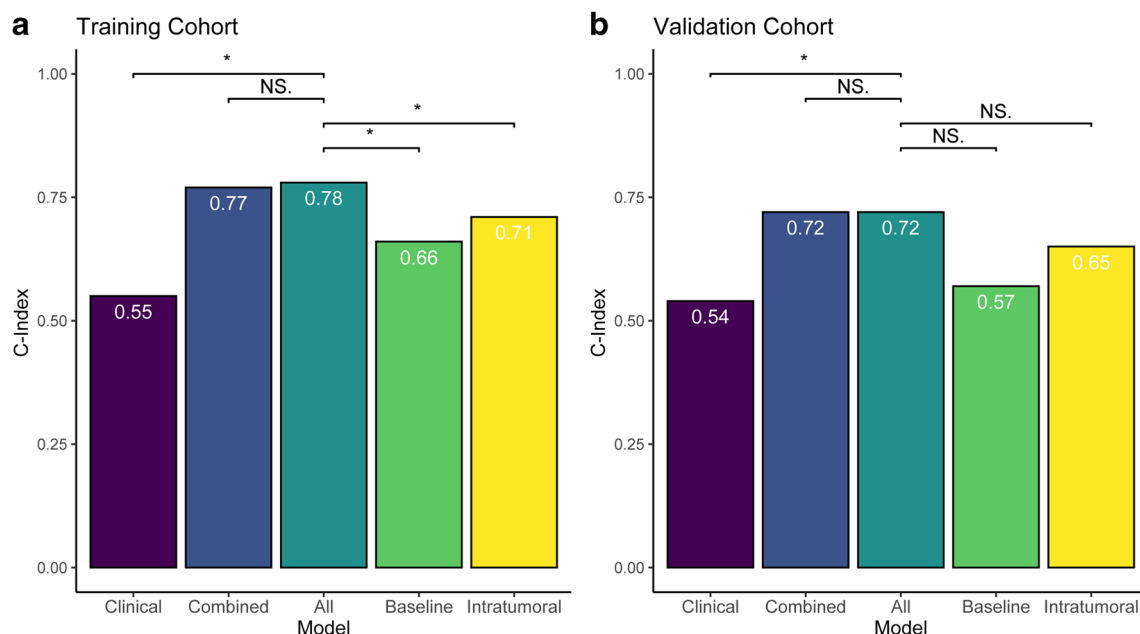 a Training Cohort
C-Index
1.00
0.75
0.50
0.25
0.00
*
NS.
*
*
0.55
0.77
0.78
0.66
0.71
Clinical Combined All Baseline Intratumoral
Model
b Validation Cohort
C-Index
1.00
0.75
0.50
0.25
0.00
*
NS.
NS.
NS.
0.54
0.72
0.72
0.57
0.65
Clinical Combined All Baseline Intratumoral
Model